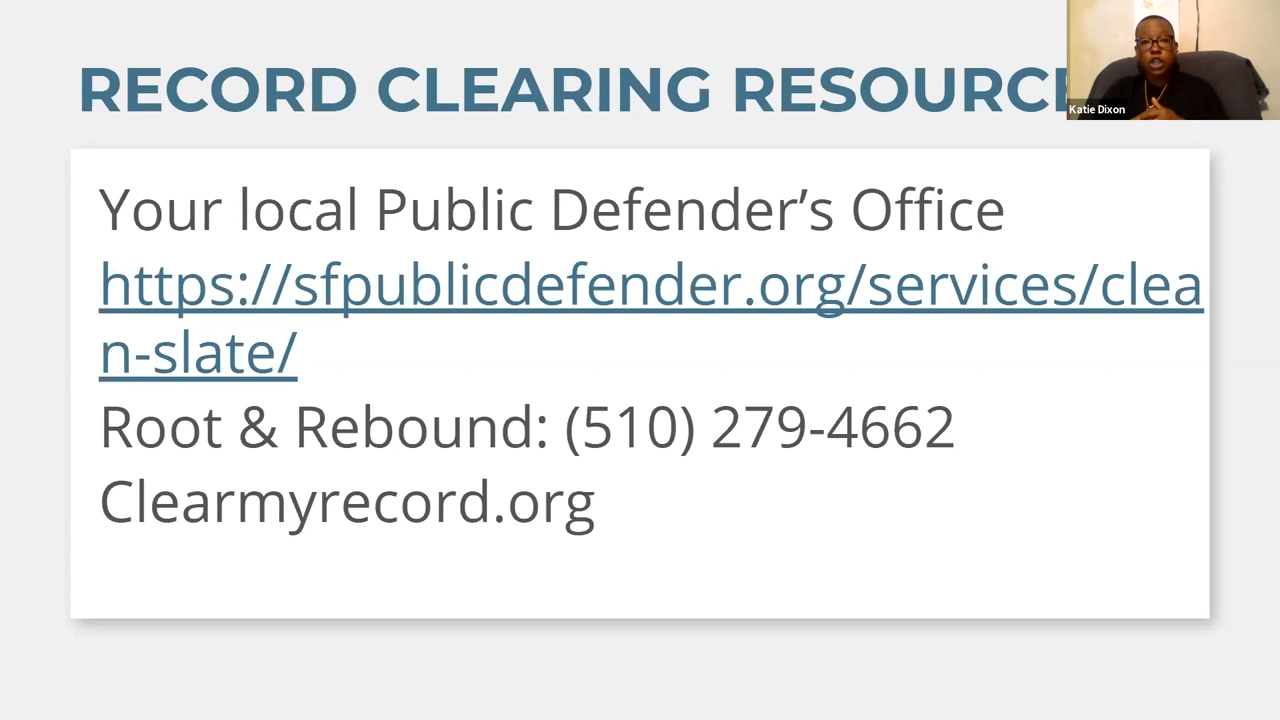 RECORD CLEARING RESOURCE
Katie Dixon
Your local Public Defender’s Office
https://sfpublicdefender.org/services/clea
n-slate/
Root & Rebound: (510) 279-4662
Clearmyrecord.org